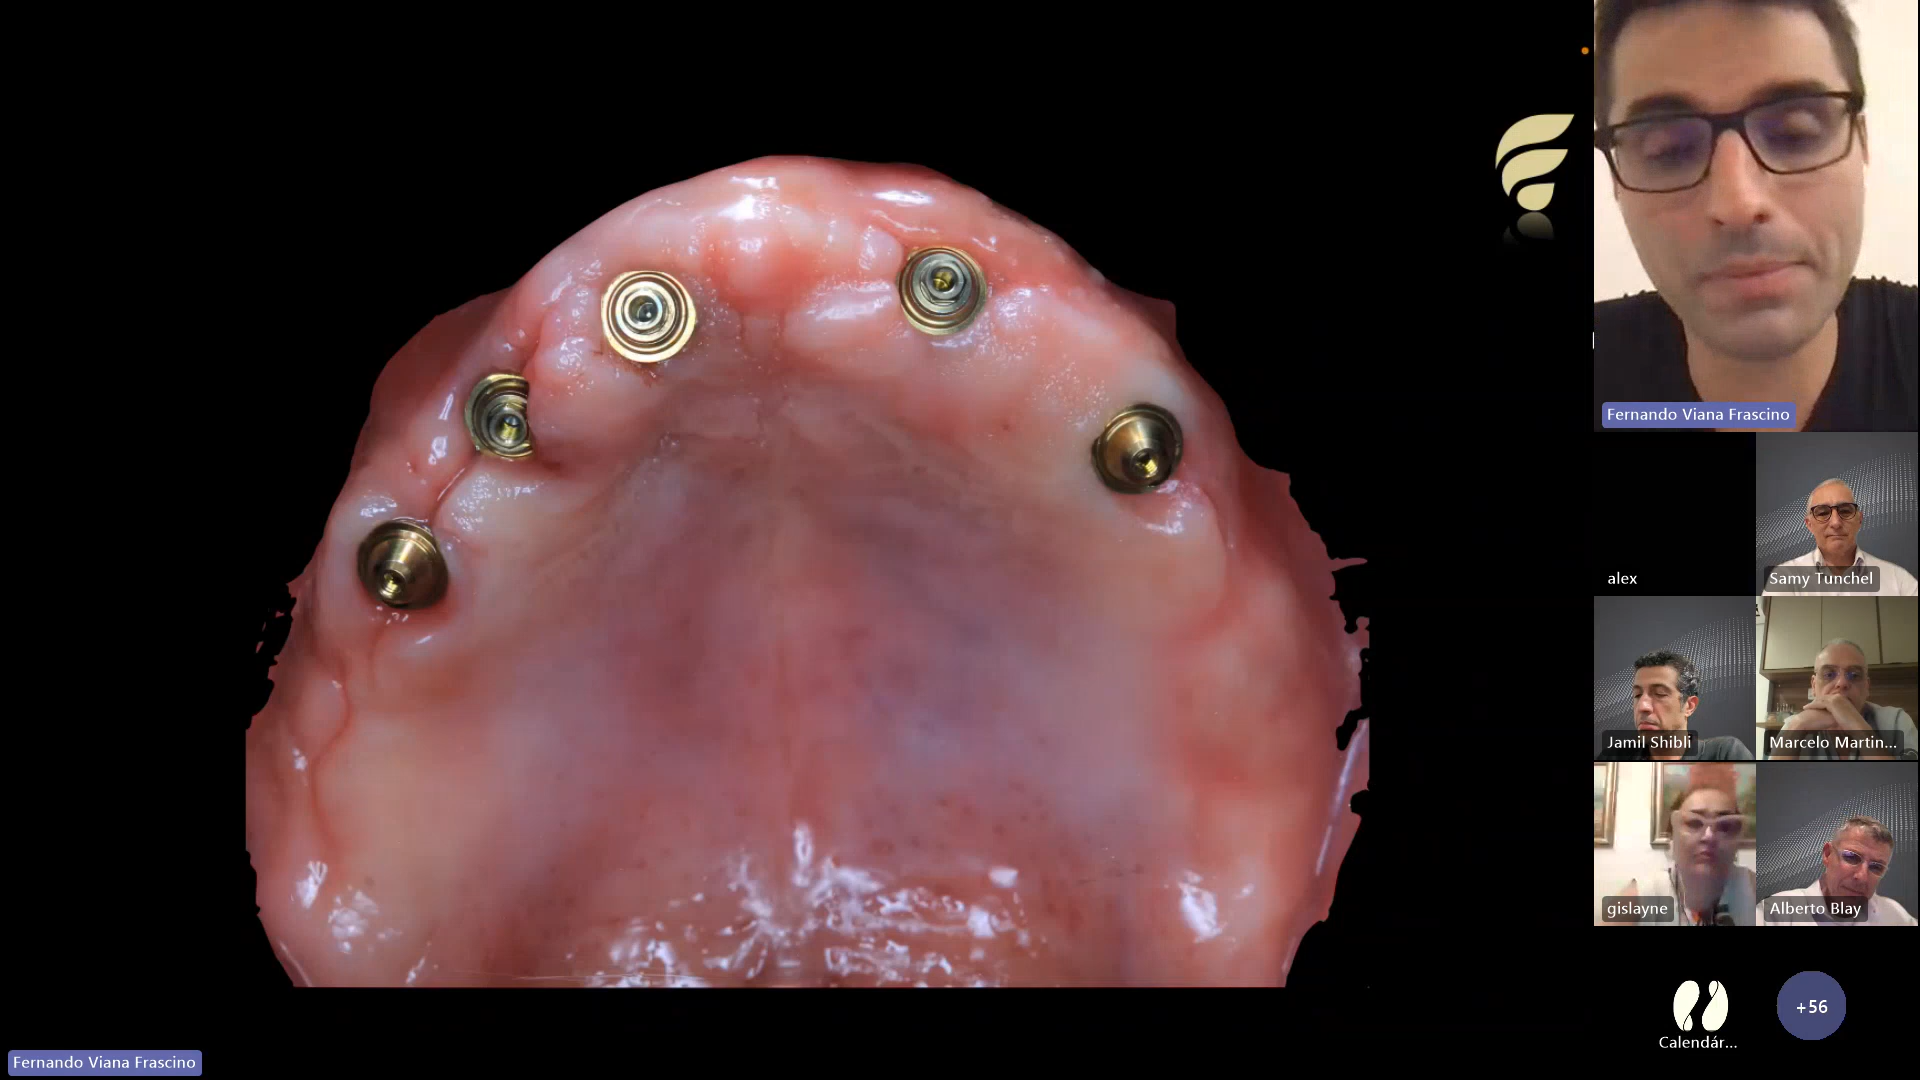 Fernando Viana Frascino
alex
Samy Tunchel
Jamil Shibli
Marcelo Martin...
gislayne
Alberto Blay
+56
Calendár...
Fernando Viana Frascino